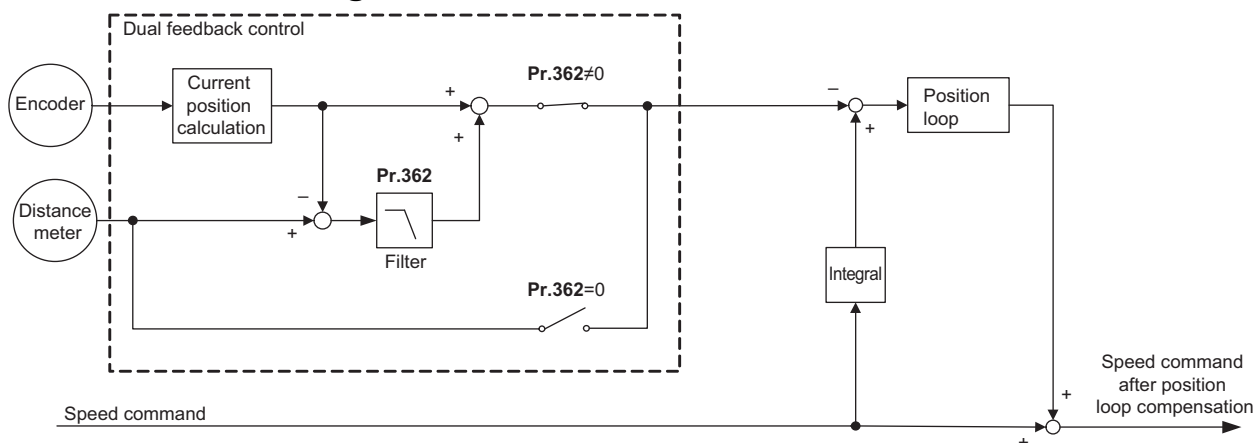 Dual feedback control
Encoder
Current
position
calculation
+
+
Pr.362≠0
–
+
Position
loop
Distance
meter
–
+
Pr.362
Filter
Pr.362=0
Integral
Speed command
+
+
Speed command
after position
loop compensation